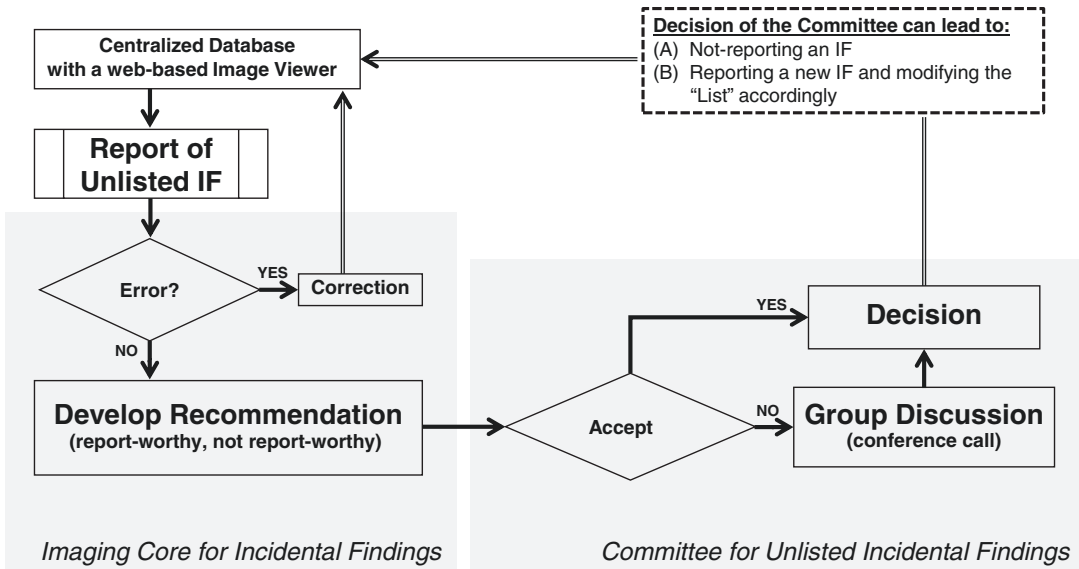 Centralized Database
with a web-based Image Viewer
Decision of the Committee can lead to:
(A) Not-reporting an IF
(B) Reporting a new IF and modifying the
“List” accordingly
Report of
Unlisted IF
Error?
YES
Correction
NO
Develop Recommendation
(report-worthy, not report-worthy)
Accept
YES
Decision
NO
Group Discussion
(conference call)
Imaging Core for Incidental Findings
Committee for Unlisted Incidental Findings